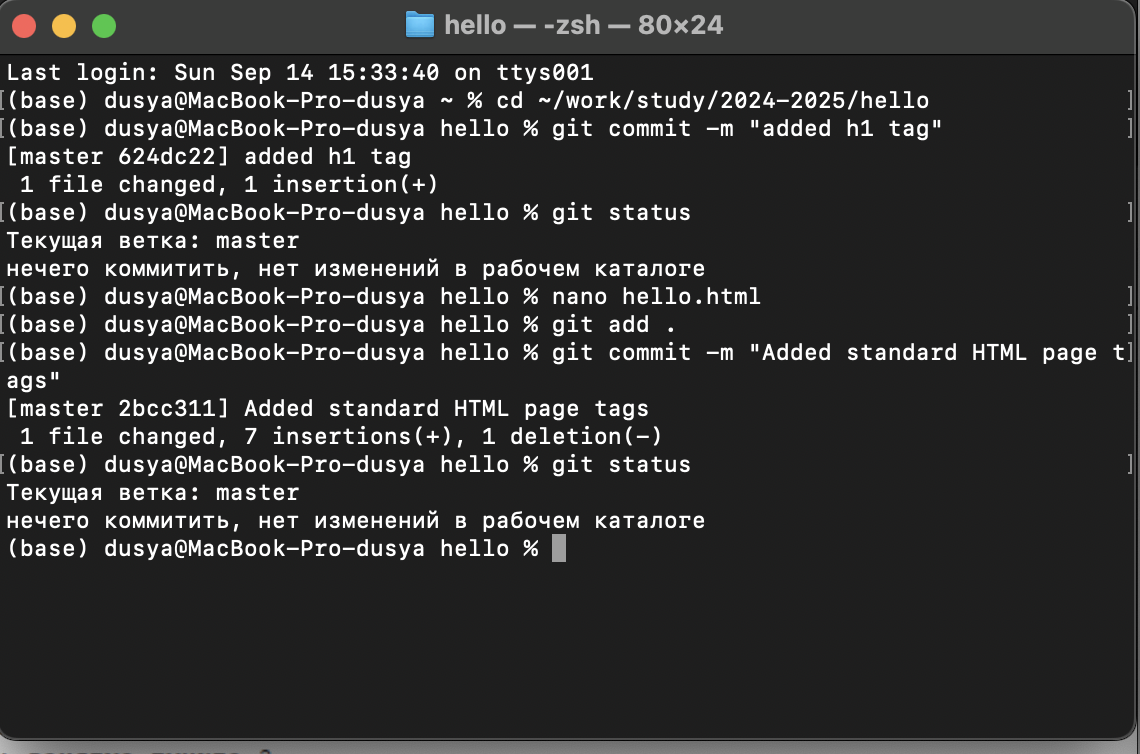 hello — -zsh — 80×24
Last login: Sun Sep 14 15:33:40 on ttys001
[(base) dusya@MacBook-Pro-dusya ~ % cd ~/work/study/2024-2025/hello ]
[(base) dusya@MacBook-Pro-dusya hello % git commit -m "added h1 tag" ]
[master 624dc22] added h1 tag
 1 file changed, 1 insertion(+)
[(base) dusya@MacBook-Pro-dusya hello % git status ]
Текущая ветка: master
нечего коммитить, нет изменений в рабочем каталоге
[(base) dusya@MacBook-Pro-dusya hello % nano hello.html ]
[(base) dusya@MacBook-Pro-dusya hello % git add . ]
[(base) dusya@MacBook-Pro-dusya hello % git commit -m "Added standard HTML page t]
ags"
[master 2bcc311] Added standard HTML page tags
 1 file changed, 7 insertions(+), 1 deletion(-)
[(base) dusya@MacBook-Pro-dusya hello % git status ]
Текущая ветка: master
нечего коммитить, нет изменений в рабочем каталоге
(base) dusya@MacBook-Pro-dusya hello %